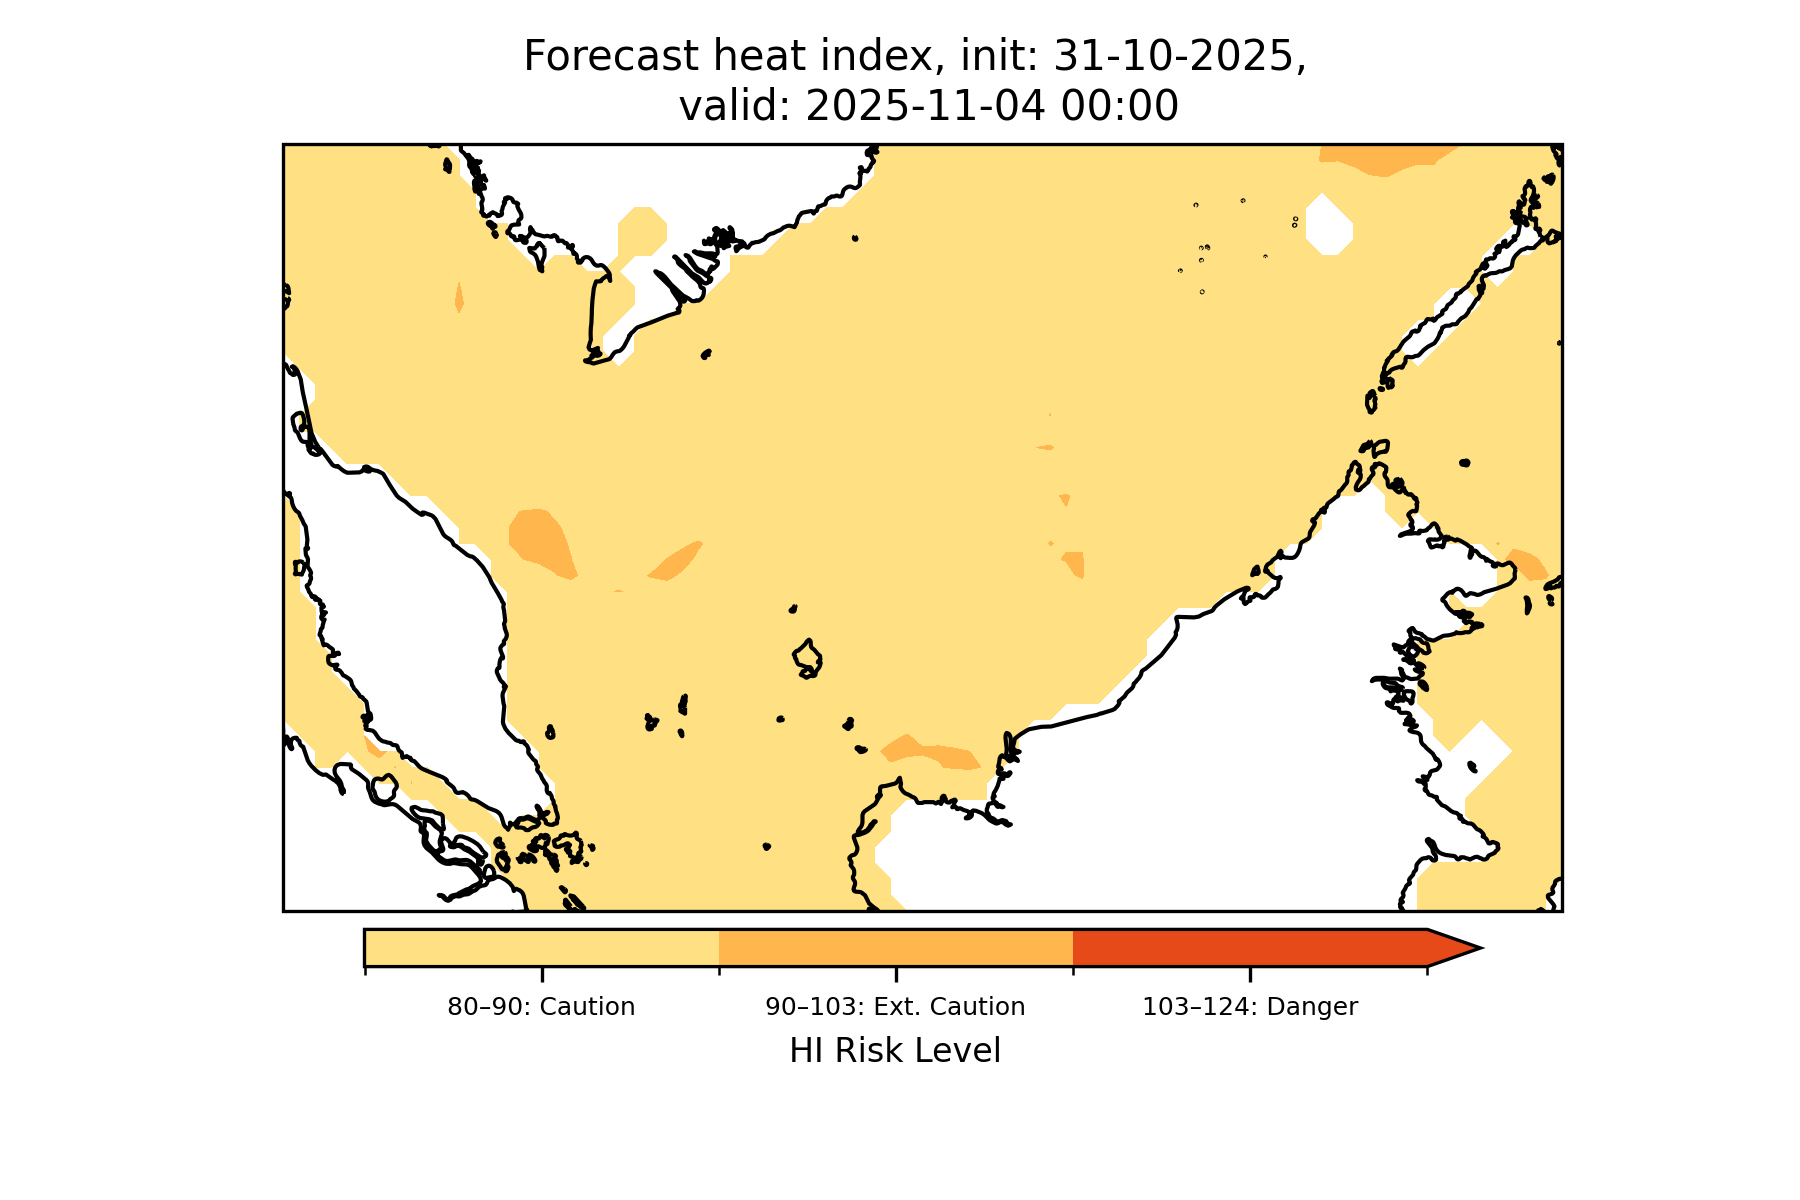 Forecast heat index, init: 31-10-2025,
valid: 2025-11-04 00:00
80–90: Caution
90–103: Ext. Caution
103–124: Danger
HI Risk Level